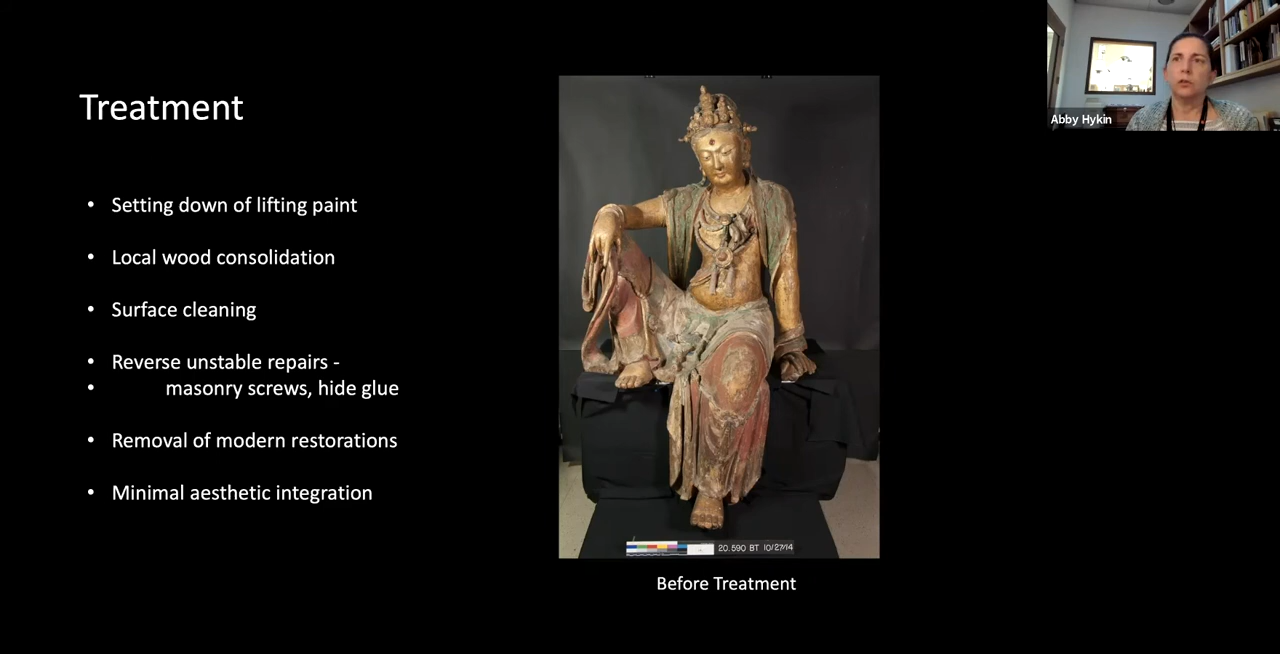 Treatment
• Setting down of lifting paint
• Local wood consolidation
• Surface cleaning
• Reverse unstable repairs -
• masonry screws, hide glue
• Removal of modern restorations
• Minimal aesthetic integration
20.590 BT 10/27/14
Before Treatment
Abby Hykin